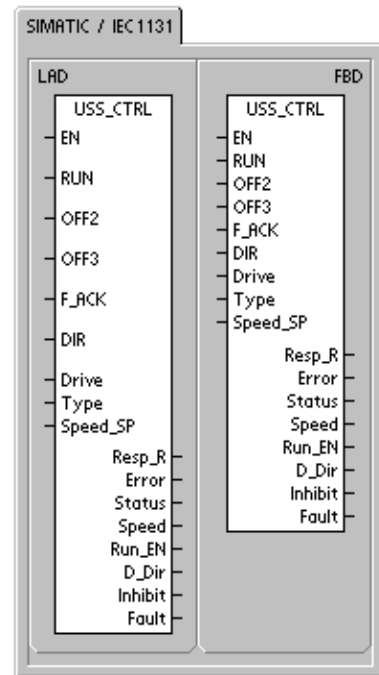 SIMATIC / IEC1131
LAD
USS_CTRL
EN
RUN
OFF2
OFF3
F_ACK
DIR
Drive
Type
Speed_SP
Resp_R
Error
Status
Speed
Run_EN
D_Dir
Inhibit
Fault
FBD
USS_CTRL
EN
RUN
OFF2
OFF3
F_ACK
DIR
Drive
Type
Speed_SP
Resp_R
Error
Status
Speed
Run_EN
D_Dir
Inhibit
Fault